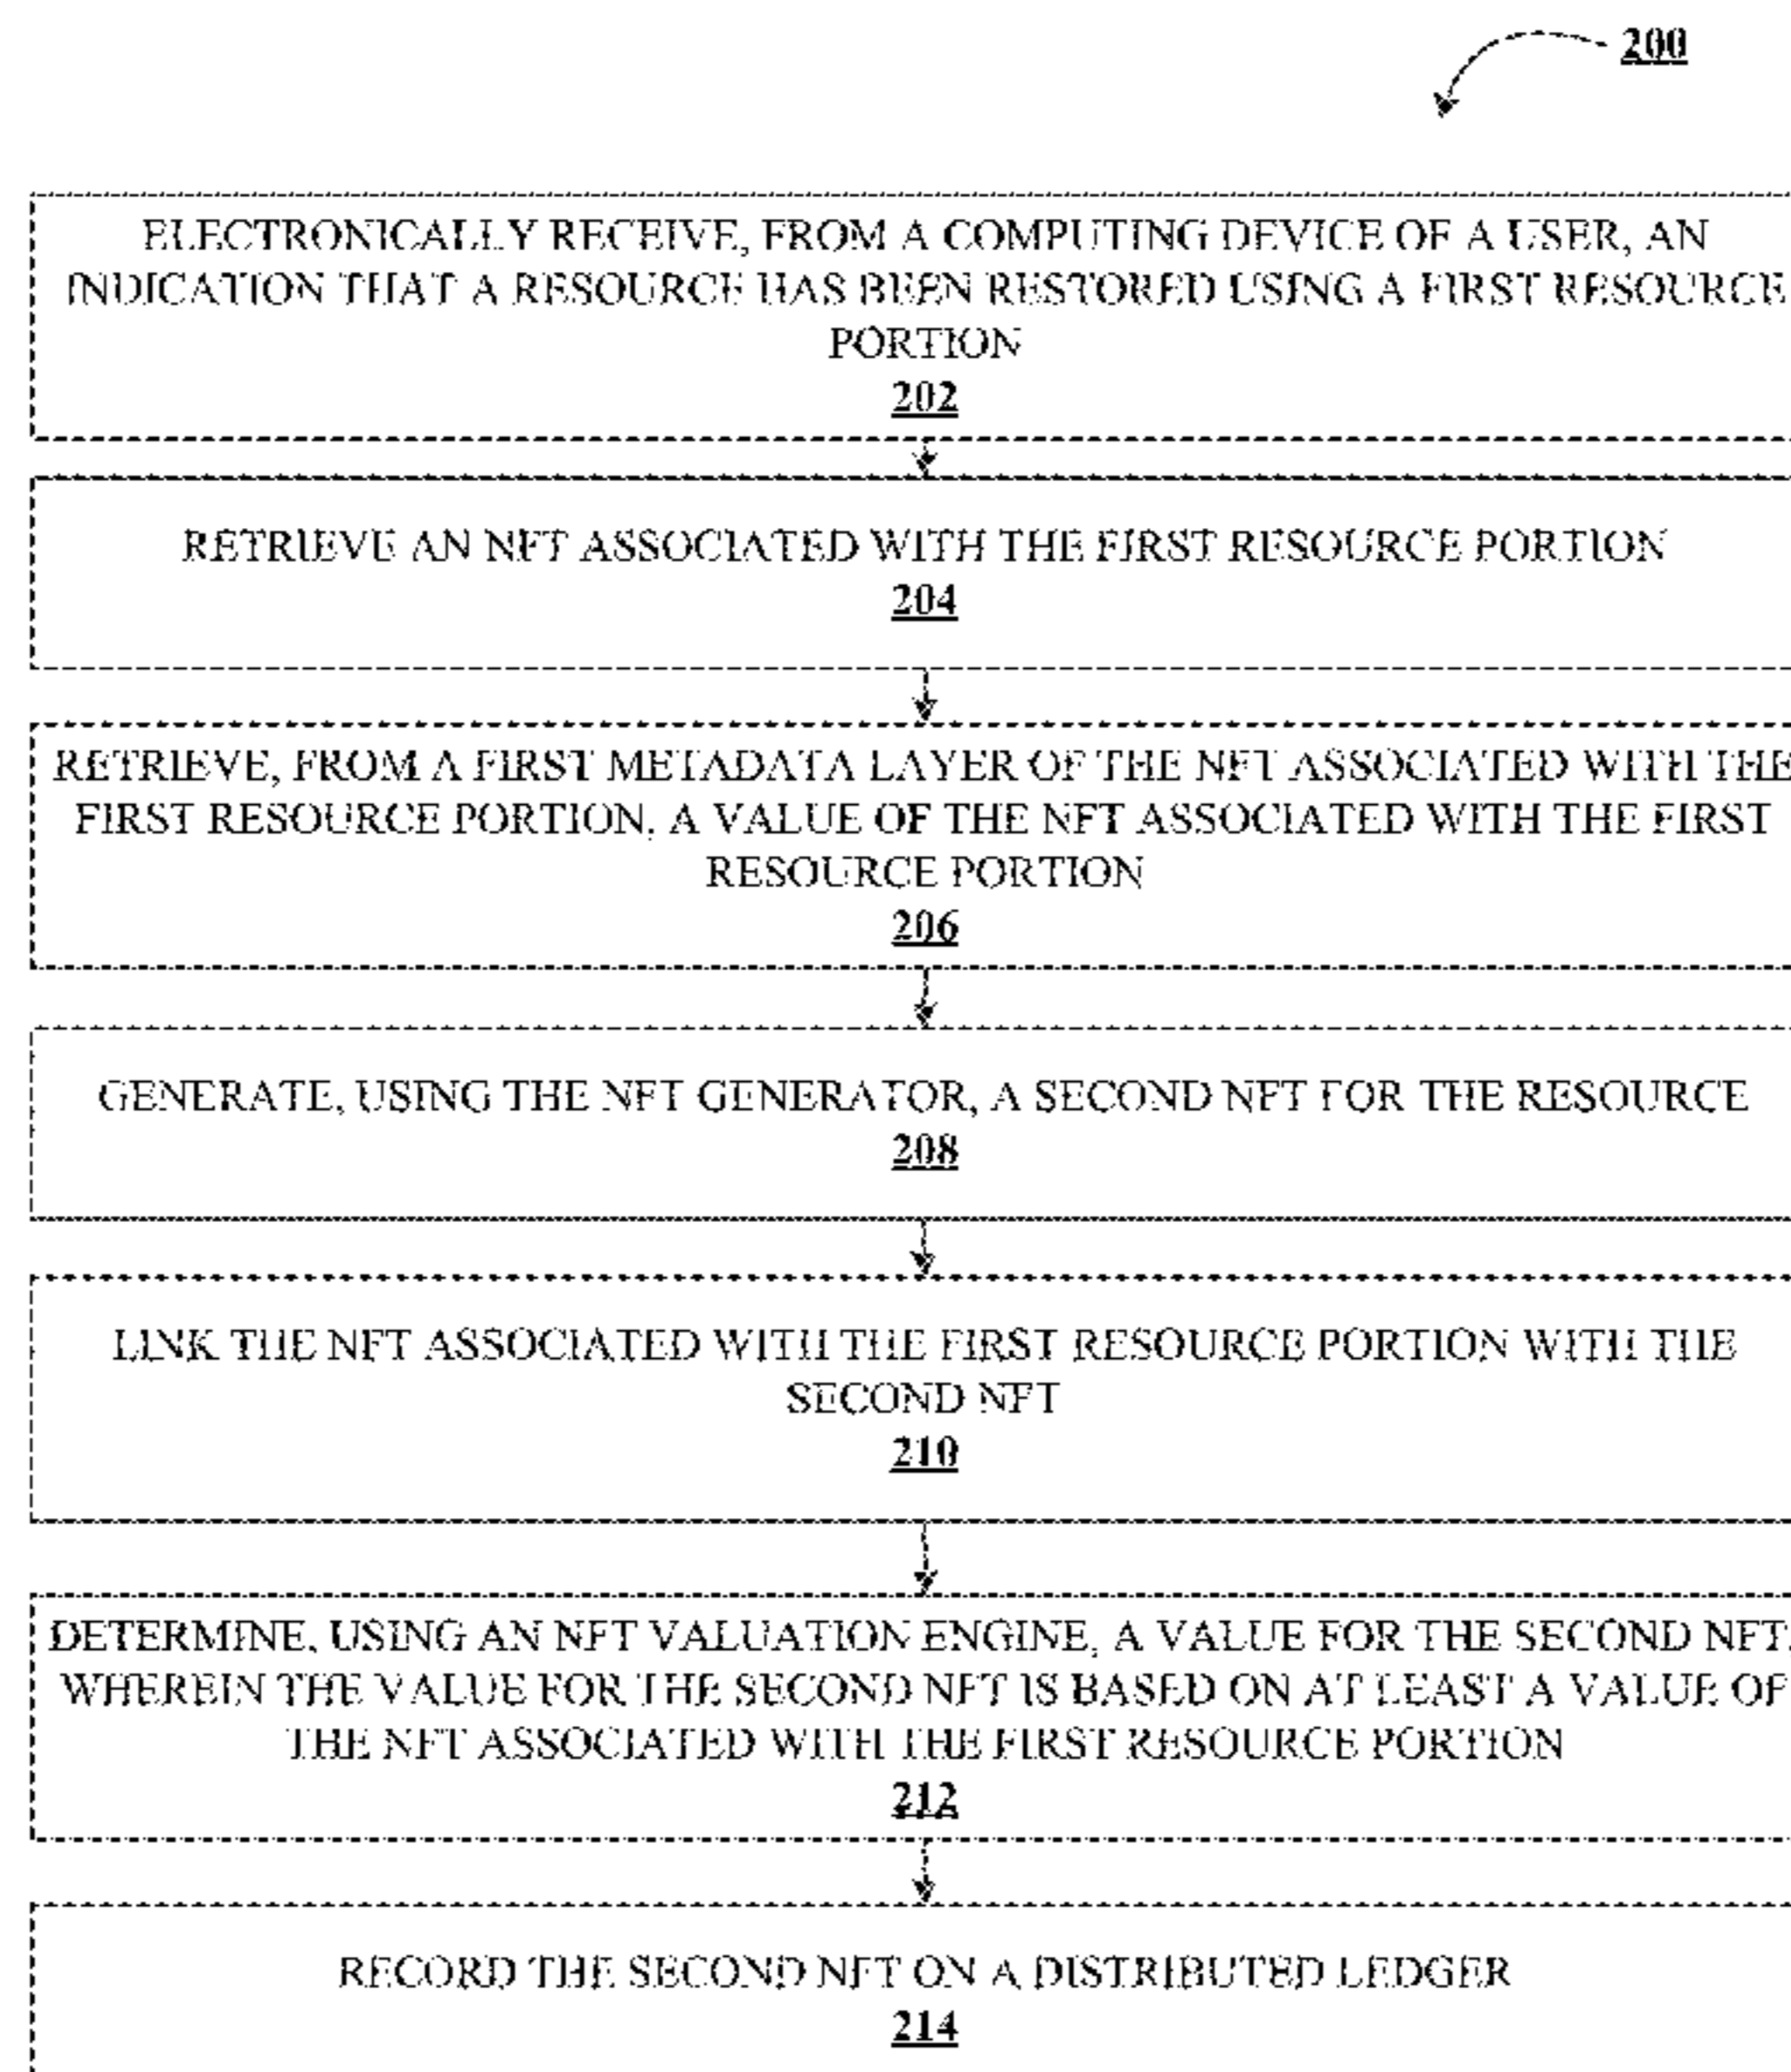 200
ELECTRONICALLY RECEIVE, FROM A COMPUTING DEVICE OF A USER, AN
INDICATION THAT A RESOURCE HAS BEEN RESTORED USING A FIRST RESOURCE
PORTION
202
RETRIEVE AN NFT ASSOCIATED WITH THE FIRST RESOURCE PORTION
204
RETRIEVE, FROM A FIRST METADATA LAYER OF THE NFT ASSOCIATED WITH THE
FIRST RESOURCE PORTION, A VALUE OF THE NFT ASSOCIATED WITH THE FIRST
RESOURCE PORTION
206
GENERATE, USING THE NFT GENERATOR, A SECOND NFT FOR THE RESOURCE
208
LINK THE NFT ASSOCIATED WITH THE FIRST RESOURCE PORTION WITH THE
SECOND NFT
210
DETERMINE, USING AN NFT VALUATION ENGINE, A VALUE FOR THE SECOND NFT,
WHEREIN THE VALUE FOR THE SECOND NFT IS BASED ON AT LEAST A VALUE OF
THE NFT ASSOCIATED WITH THE FIRST RESOURCE PORTION
212
RECORD THE SECOND NFT ON A DISTRIBUTED LEDGER
214